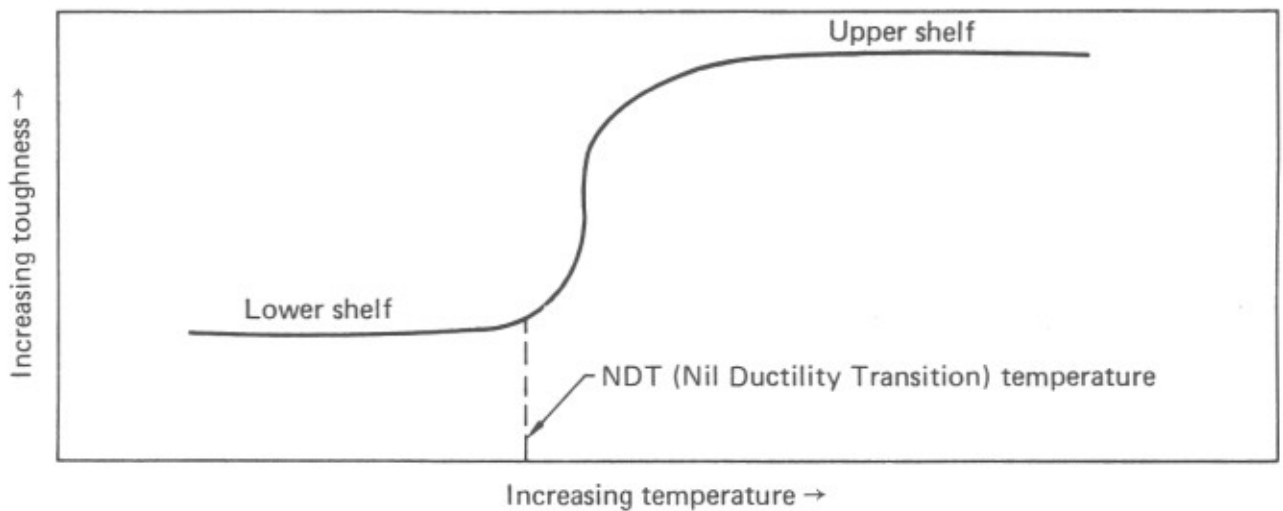 Upper shelf
Increasing toughness →
Lower shelf
NDT (Nil Ductility Transition) temperature
Increasing temperature →